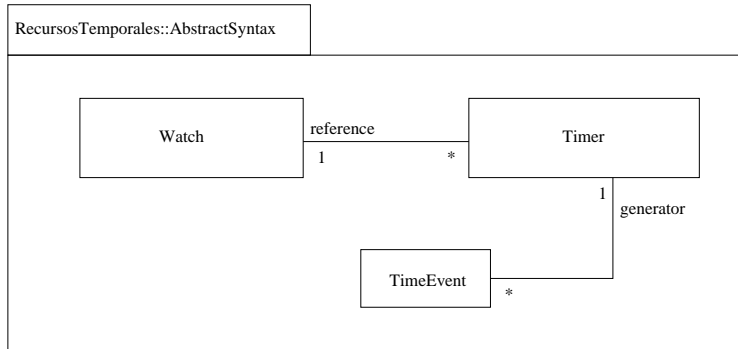 RecursosTemporales::AbstractSyntax
Watch
reference
1
*
Timer
1
generator
TimeEvent
*